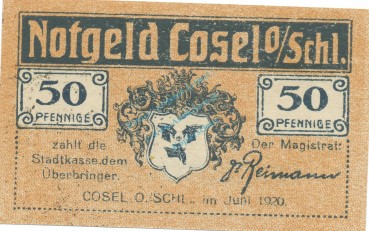 Notgeld Cosel O/Schl.
50 PFENNIGE
50 PFENNIGE
zahlt die
Stadtkasse dem
Überbringer.
Der Magistrat:
Reimann
COSEL O./SCHL., im Juni 1920.